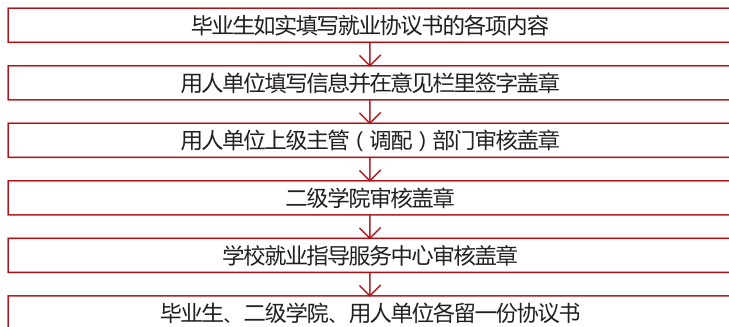 毕业生如实填写就业协议书的各项内容
用人单位填写信息并在意见栏里签字盖章
用人单位上级主管（调配）部门审核盖章
二级学院审核盖章
学校就业指导服务中心审核盖章
毕业生、二级学院、用人单位各留一份协议书